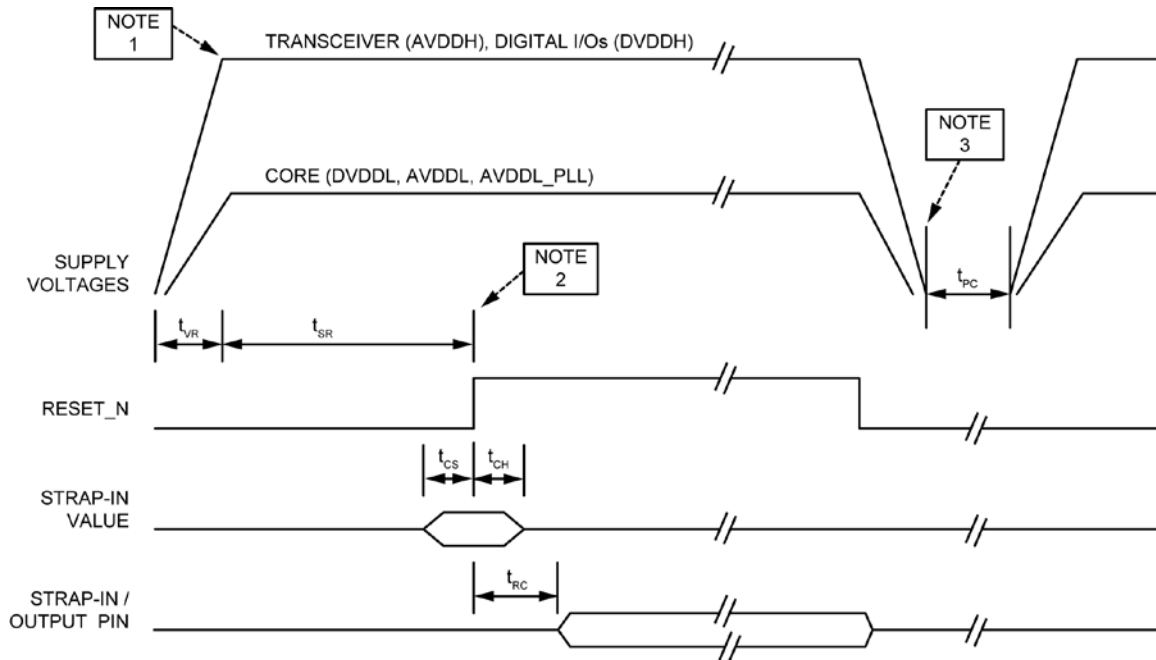 NOTE
1
TRANSCEIVER (AVDDH), DIGITAL I/Os (DVDDH)
NOTE
3
CORE (DVDDL, AVDDL, AVDDL_PLL)
SUPPLY
VOLTAGES
NOTE
2
tPC
tVR
tSR
RESET_N
tCS
tCH
STRAP-IN
VALUE
tRC
STRAP-IN /
OUTPUT PIN